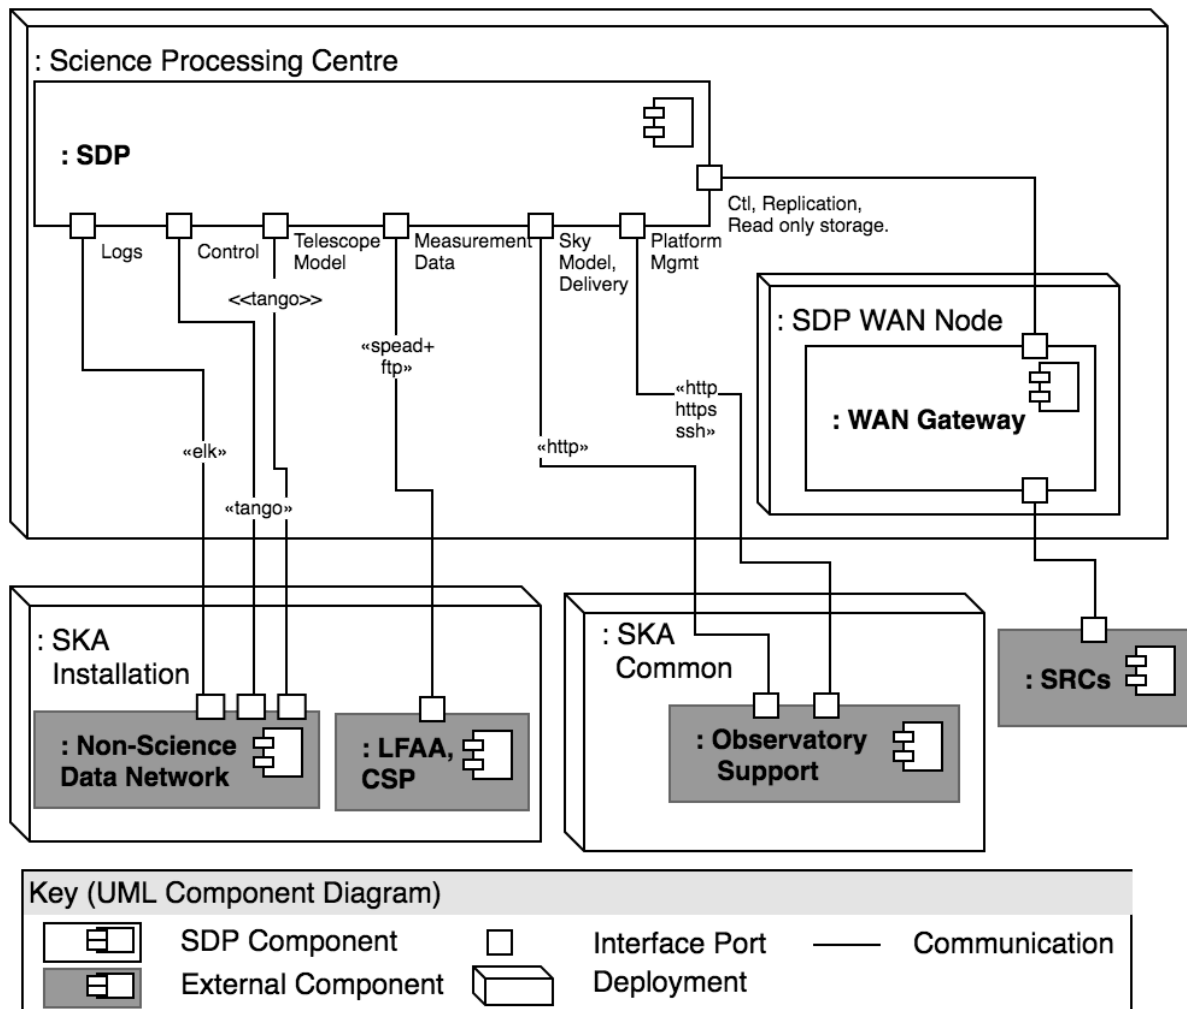 : Science Processing Centre
: SDP
Ctl, Replication,
Read only storage.
Logs
Control
Telescope
Model
Measurement
Data
Sky
Model,
Delivery
Platform
Mgmt
<<tango>>
: SDP WAN Node
«spead+
ftp»
«http
https
ssh»
: WAN Gateway
«elk»
«http»
«tango»
: SKA
Installation
: SKA
Common
: SRCs
: Non-Science
Data Network
: LFAA,
CSP
: Observatory
Support
Key (UML Component Diagram)
SDP Component
Interface Port
Communication
External Component
Deployment